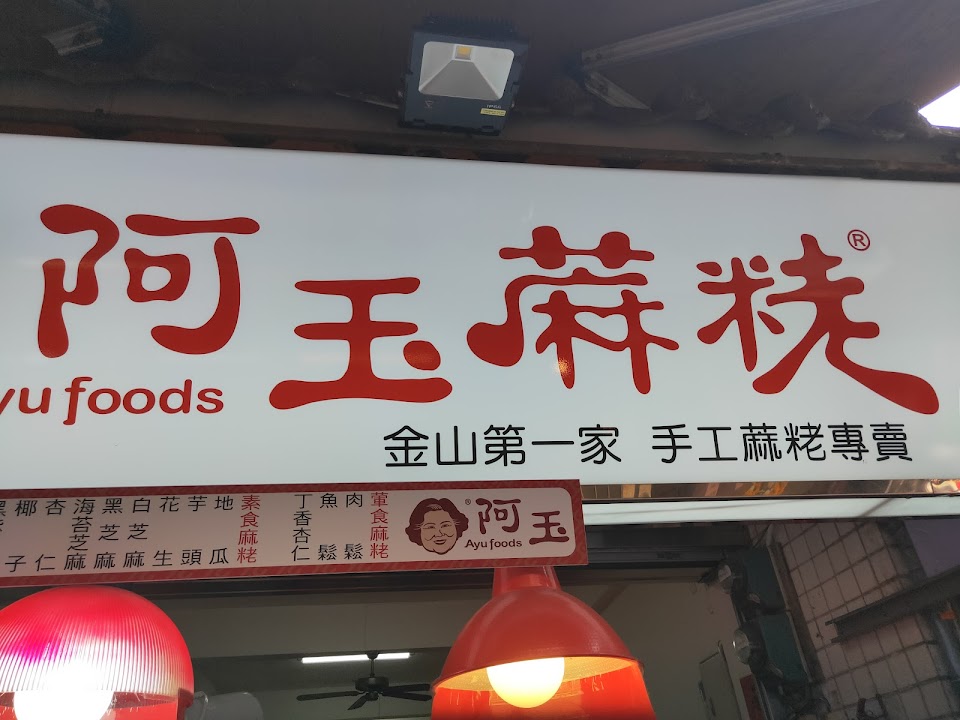 阿玉蔴粩®
yu foods
金山第一家 手工蔴粩專賣
阿玉®
Ayu foods
葷食麻粩
肉鬆
魚鬆
丁香杏仁
素食麻粩
地瓜
芋頭
花生
白芝麻
黑芝麻
海苔芝麻
杏仁
椰子